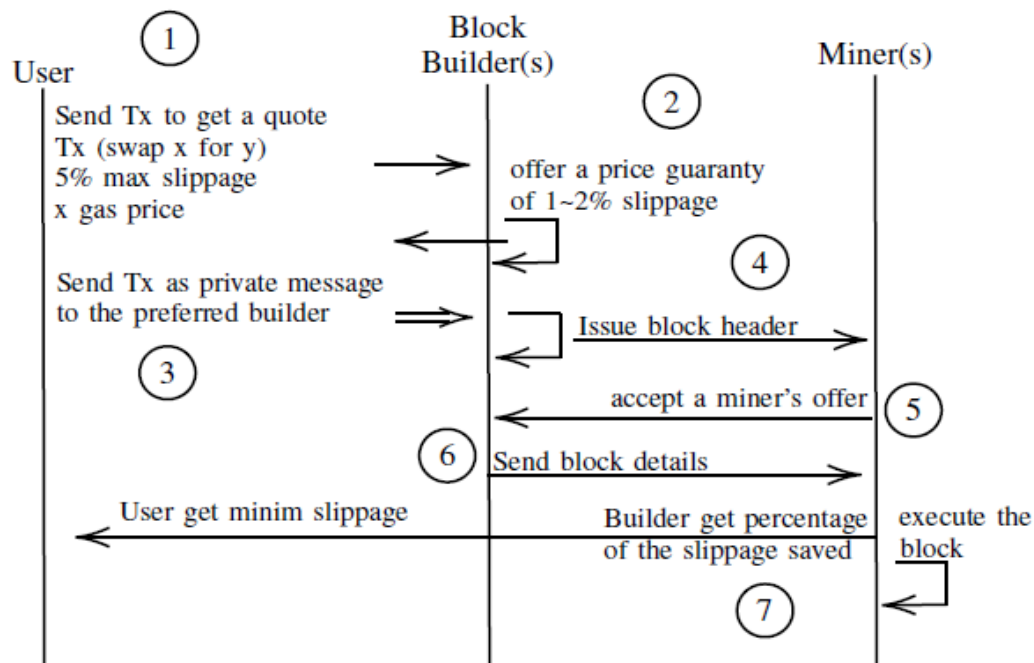 1
User
Block
Builder(s)
Miner(s)
2
Send Tx to get a quote
Tx (swap x for y)
5% max slippage
x gas price
offer a price guaranty
of 1~2% slippage
4
Send Tx as private message
to the preferred builder
Issue block header
3
accept a miner's offer
5
6
Send block details
User get minim slippage
Builder get percentage
of the slippage saved
execute the
block
7